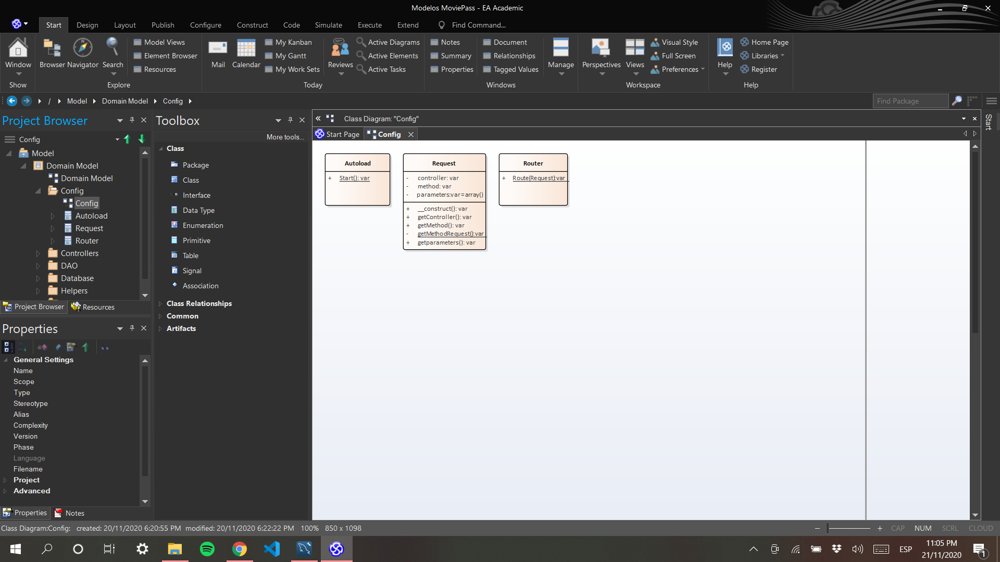 Modelos MoviePass - EA Academic
Start Design Layout Publish Configure Construct Code Simulate Execute Extend Find Command...
Window
Show
Browser Navigator Search
Model Views
Element Browser
Resources
Explore
Mail Calendar
My Kanban
My Gantt
My Work Sets
Reviews
Active Diagrams
Active Elements
Active Tasks
Today
Notes
Summary
Properties
Document
Relationships
Tagged Values
Windows
Manage
Perspectives Views
Visual Style
Full Screen
Preferences
Workspace
Help
Home Page
Libraries
Register
Help
/ Model Domain Model Config
Find Package
Project Browser
Config
Model
Domain Model
Domain Model
Config
Config
Autoload
Request
Router
Controllers
DAO
Database
Helpers
Project Browser Resources
Properties
General Settings
Name
Scope
Type
Stereotype
Alias
Complexity
Version
Phase
Language
Filename
Project
Advanced
Properties Notes
Toolbox
More tools...
Class
Package
Class
Interface
Data Type
Enumeration
Primitive
Table
Signal
Association
Class Relationships
Common
Artifacts
« Class Diagram: "Config"
Start Page Config
Autoload
+ Start(): var
Request
- controller: var
- method: var
- parameters:var=array()
+ __construct(): var
+ getController(): var
+ getMethod(): var
- getMethodRequest():var
+ getparameters(): var
Router
+ Route(Request):var
Start
Class Diagram:Config: created: 20/11/2020 6:20:55 PM modified: 20/11/2020 6:22:22 PM 100% 850 x 1098
CAP NUM SCRL CLOUD
ESP
11:05 PM
21/11/2020
1